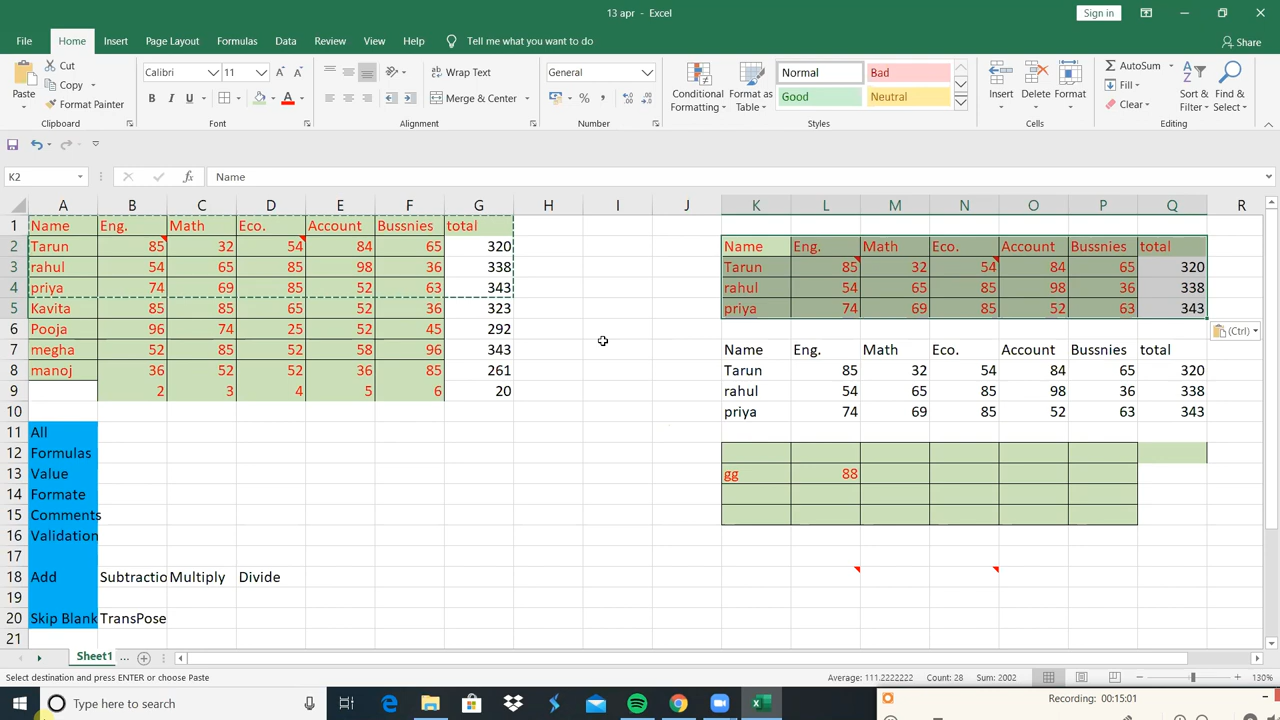 13 apr - Excel
Sign in
File Home Insert Page Layout Formulas Data Review View Help Tell me what you want to do Share
Paste Cut Copy Format Painter Clipboard
Calibri 11 B I U A Font
Wrap Text Merge & Center Alignment
General % , Number
Conditional Formatting Format as Table Normal Bad Good Neutral Styles
Insert Delete Format Cells
AutoSum Fill Clear Sort & Filter Find & Select Editing
K2 fx Name
A B C D E F G H I J K L M N O P Q R
1 Name Eng. Math Eco. Account Bussnies total
2 Tarun 85 32 54 84 65 320 Name Eng. Math Eco. Account Bussnies total
3 rahul 54 65 85 98 36 338 Tarun 85 32 54 84 65 320
4 priya 74 69 85 52 63 343 rahul 54 65 85 98 36 338
5 Kavita 85 85 65 52 36 323 priya 74 69 85 52 63 343
6 Pooja 96 74 25 52 45 292 (Ctrl)
7 megha 52 85 52 58 96 343 Name Eng. Math Eco. Account Bussnies total
8 manoj 36 52 52 36 85 261 Tarun 85 32 54 84 65 320
9 2 3 4 5 6 20 rahul 54 65 85 98 36 338
10 priya 74 69 85 52 63 343
11 All
12 Formulas
13 Value gg 88
14 Formate
15 Comments
16 Validation
17
18 Add Subtractio Multiply Divide
19
20 Skip Blank TransPose
21
Sheet1 ...
Select destination and press ENTER or choose Paste Average: 111.2222222 Count: 28 Sum: 2002 130%
Type here to search
Recording: 00:15:01